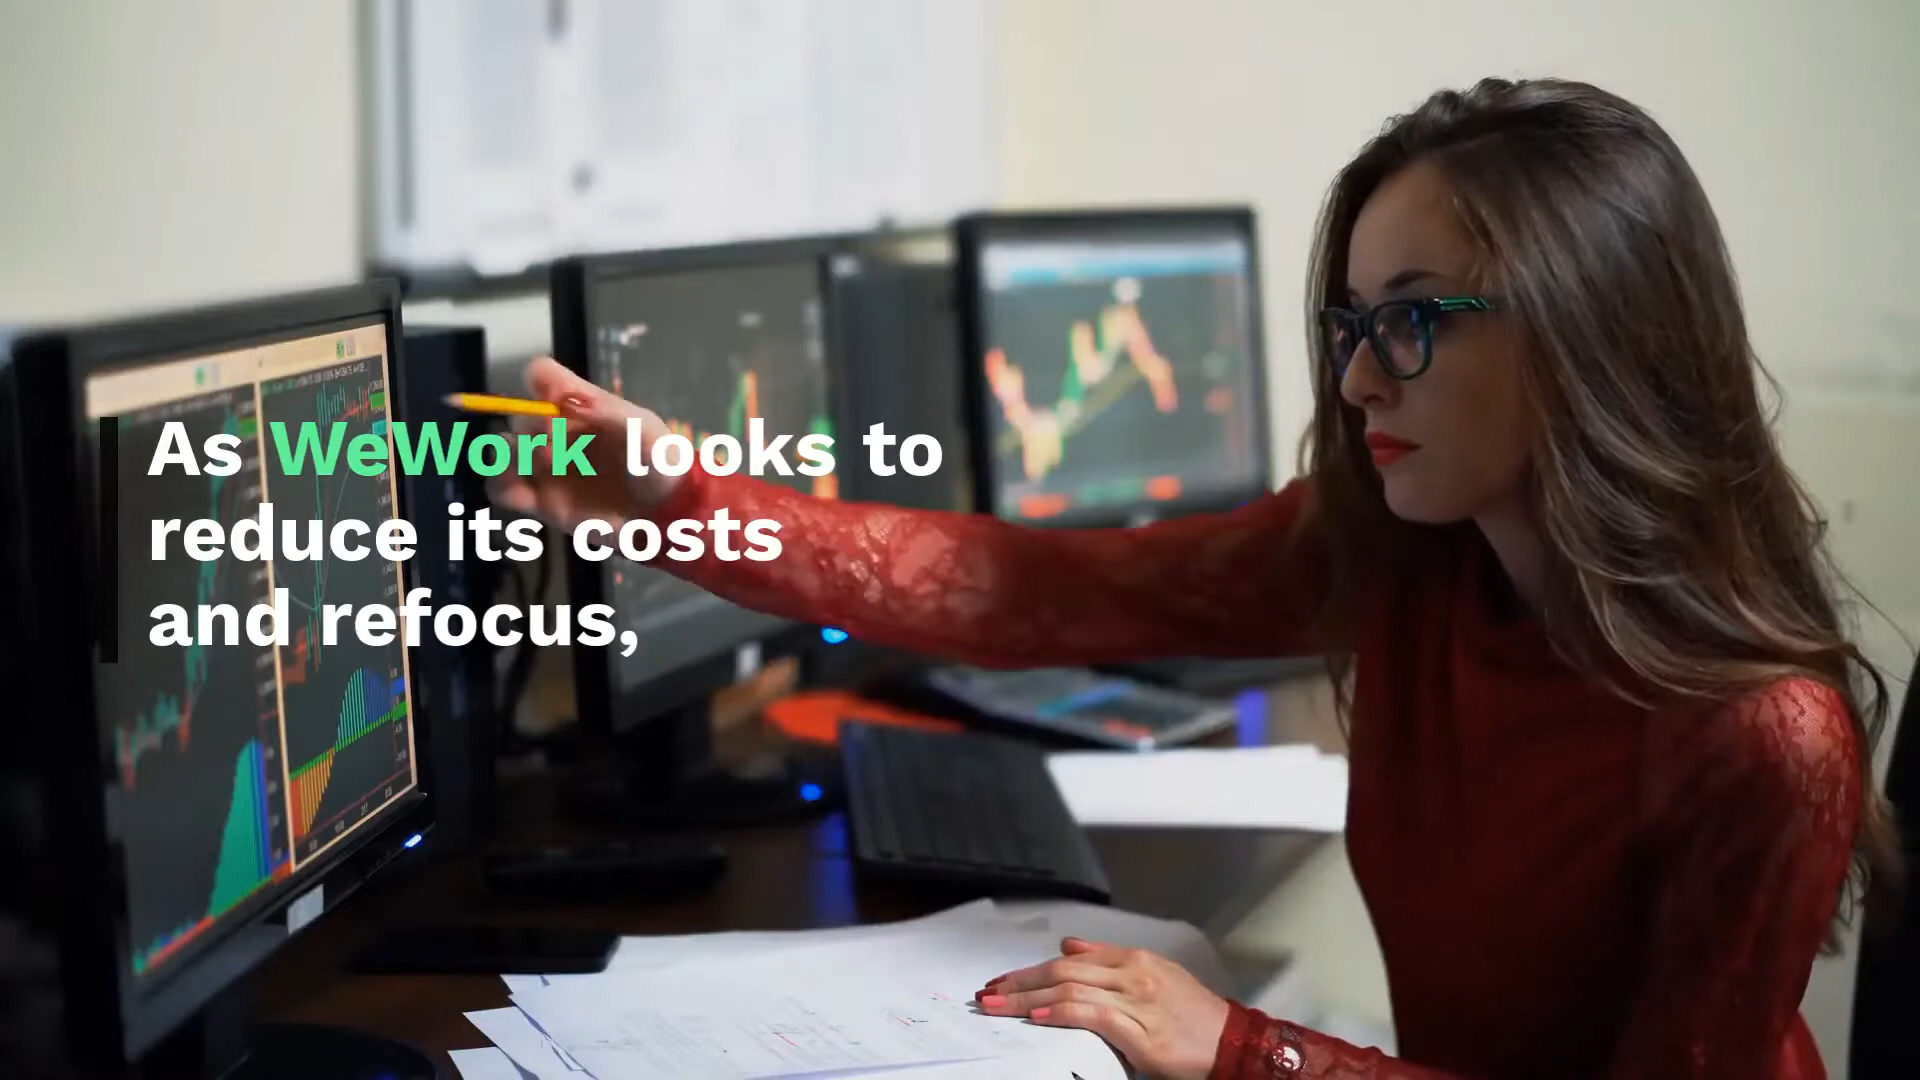 As WeWork looks to
reduce its costs
and refocus,